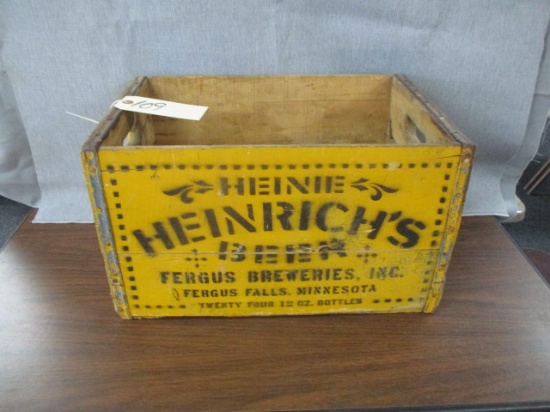 109
HEINIE
HEINRICH'S
BEER
FERGUS BREWERIES, INC.
FERGUS FALLS, MINNESOTA
TWENTY FOUR 12 OZ. BOTTLES